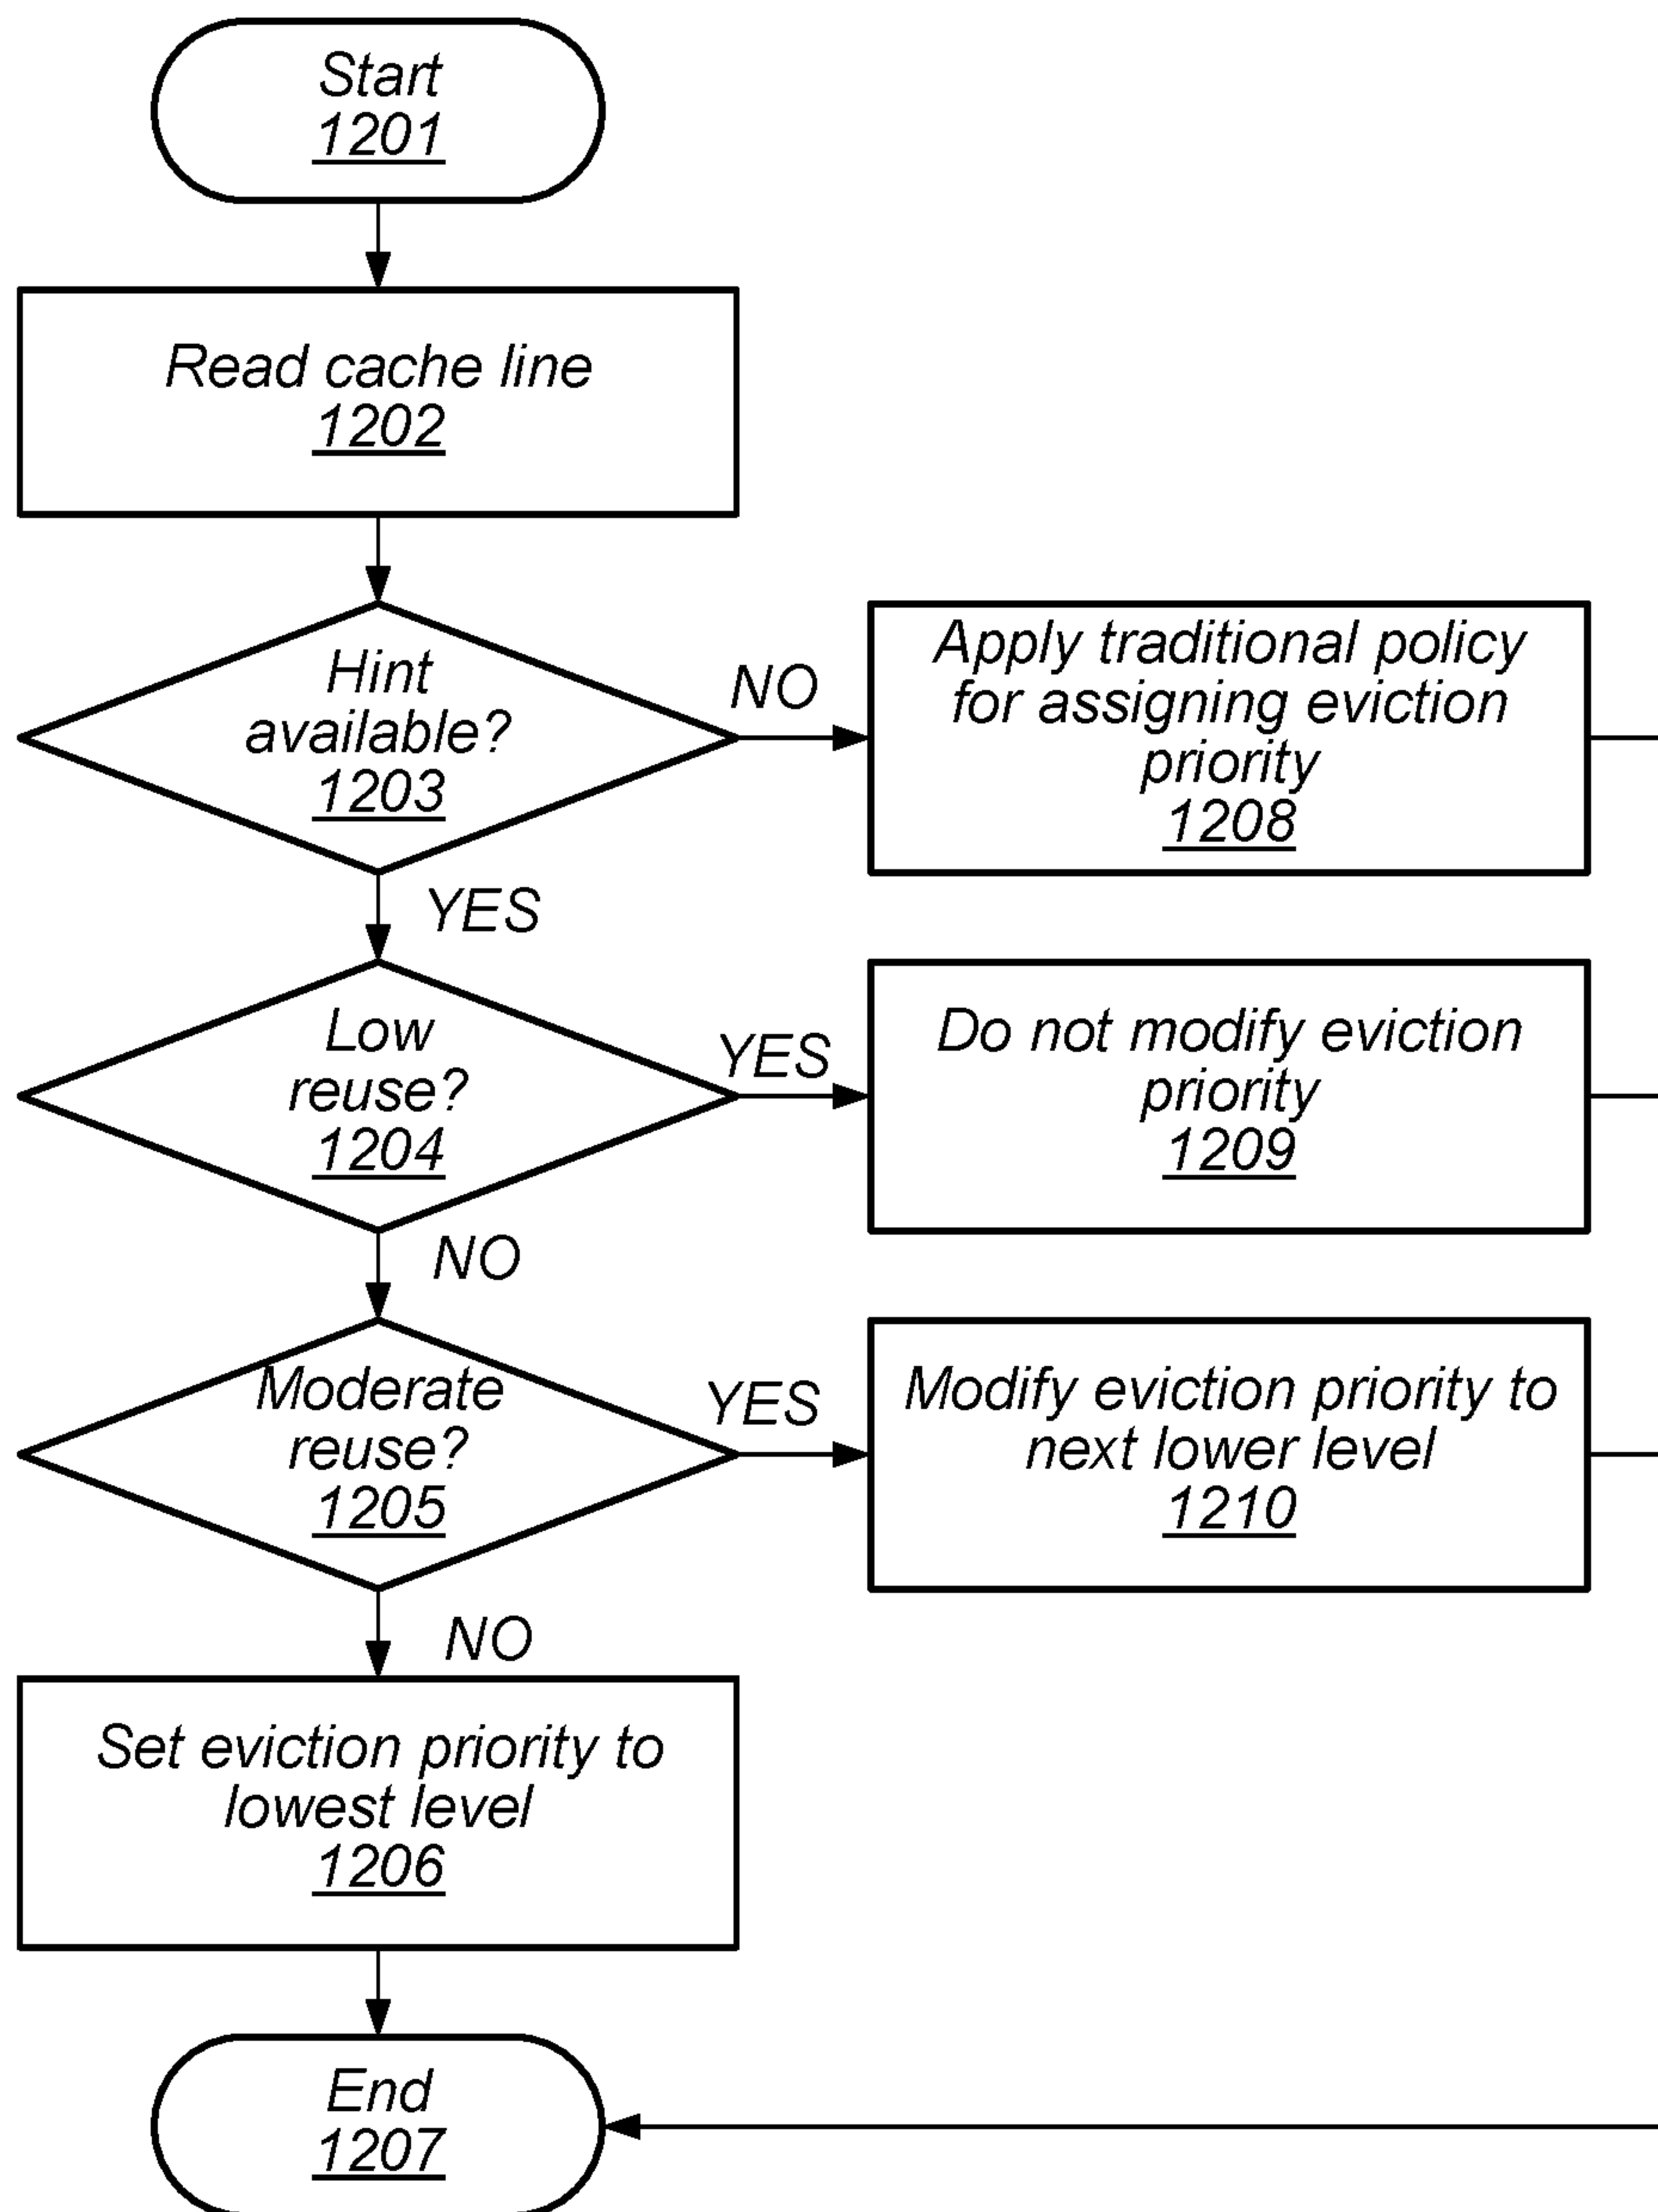 Start
1201
Read cache line
1202
Hint
available?
1203
NO
Apply traditional policy
for assigning eviction
priority
1208
YES
Low
reuse?
1204
YES
Do not modify eviction
priority
1209
NO
Moderate
reuse?
1205
YES
Modify eviction priority to
next lower level
1210
NO
Set eviction priority to
lowest level
1206
End
1207